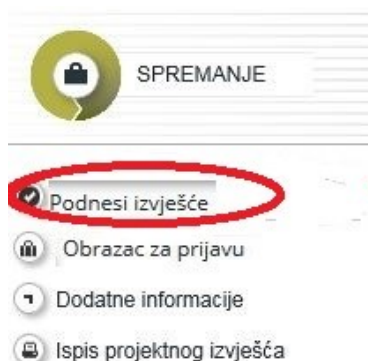 SPREMANJE
Podnesi izvješće
Obrazac za prijavu
Dodatne informacije
Ispis projektnog izvješća